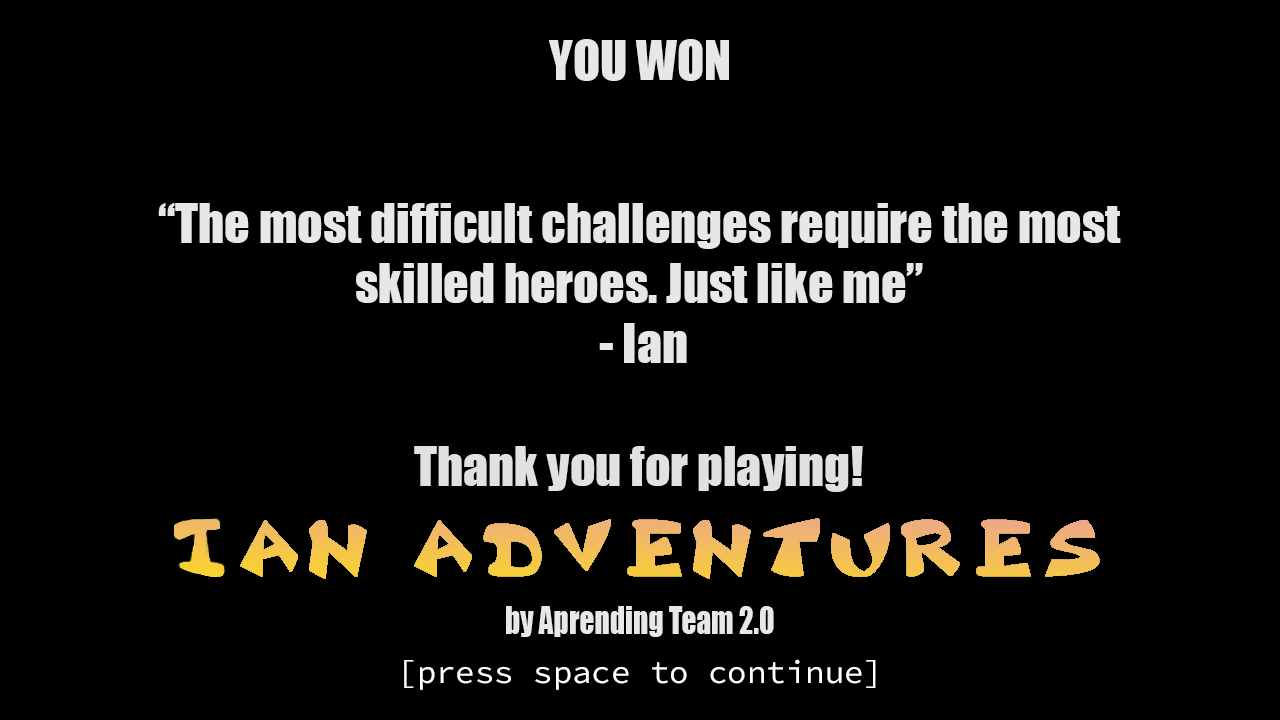 YOU WON
“The most difficult challenges require the most
skilled heroes. Just like me”
- Ian
Thank you for playing!
IAN ADVENTURES
by Aprending Team 2.0
[press space to continue]